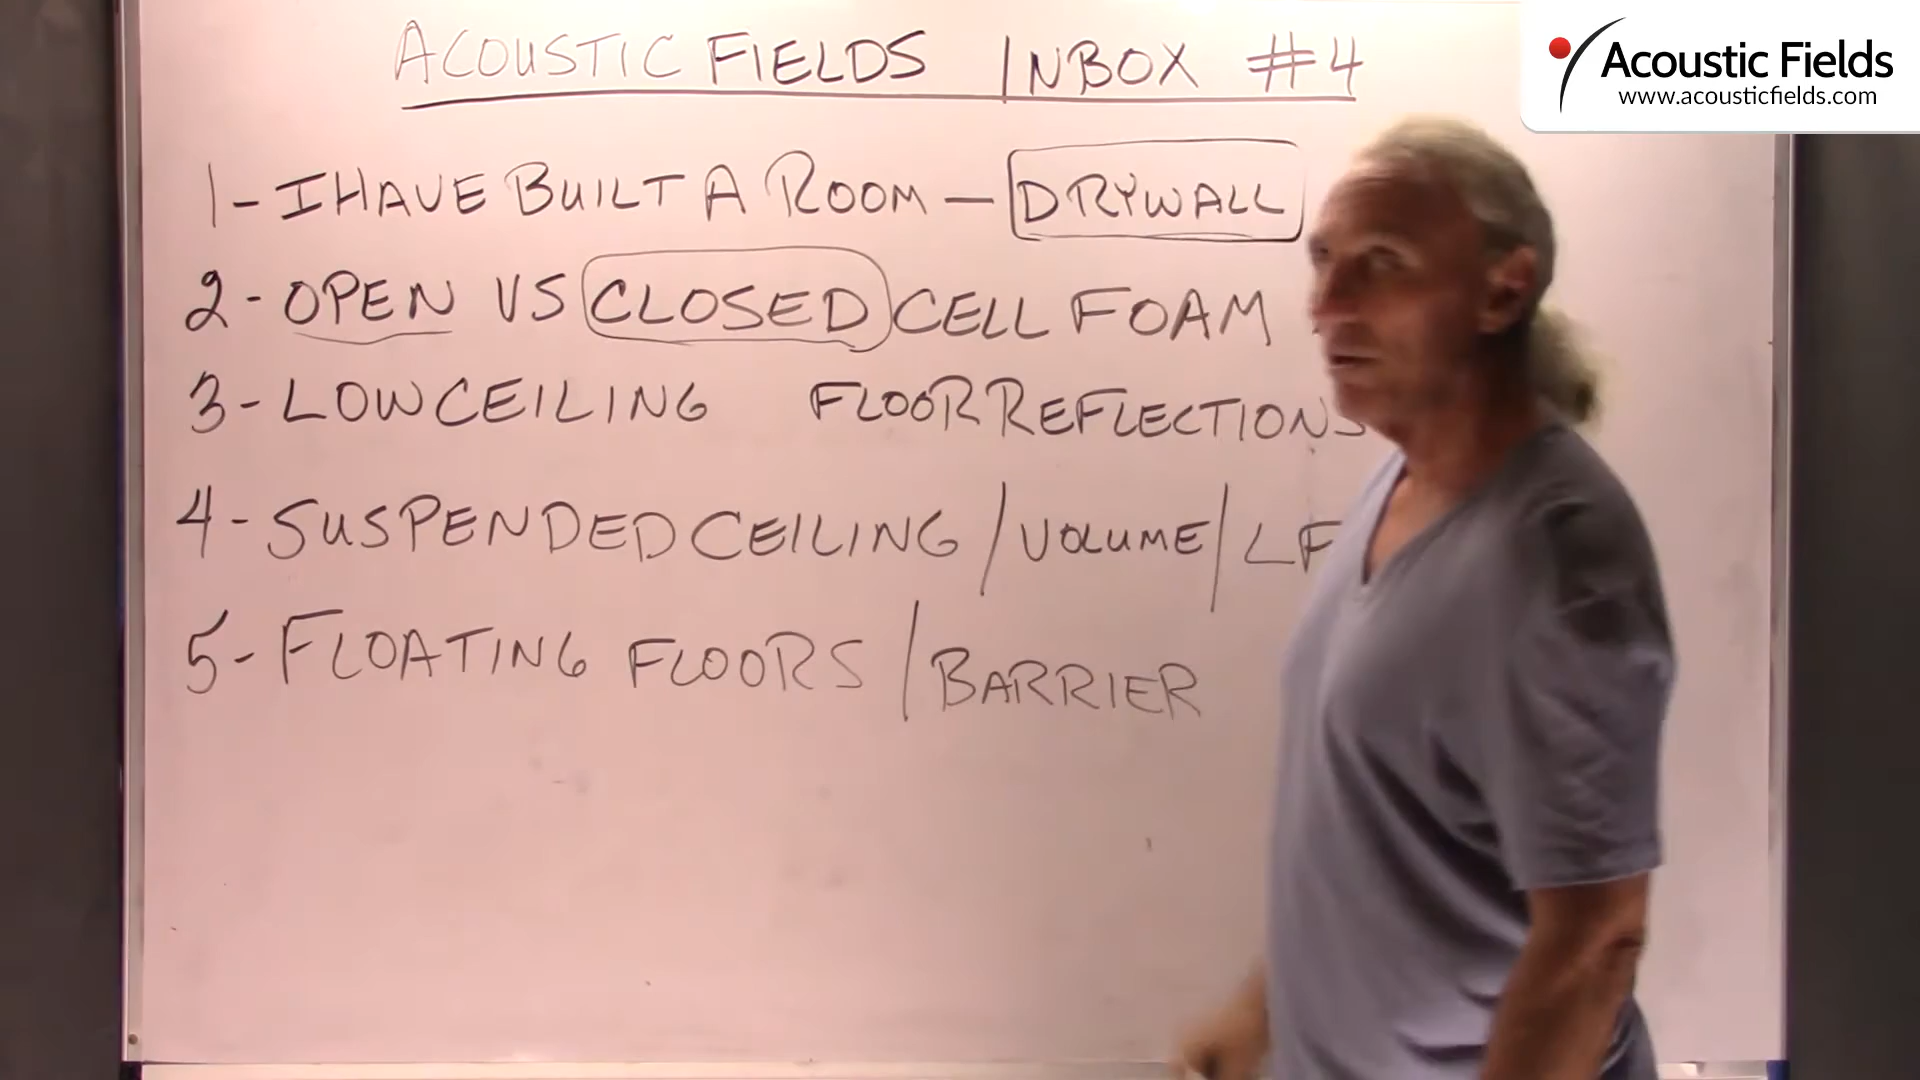 ACOUSTIC FIELDS INBOX #4
Acoustic Fields
www.acousticfields.com
1- I HAVE BUILT A ROOM — DRYWALL
2- OPEN VS CLOSED CELL FOAM
3- LOW CEILING FLOOR REFLECTIONS
4- SUSPENDED CEILING / VOLUME / LF
5- FLOATING FLOORS / BARRIER